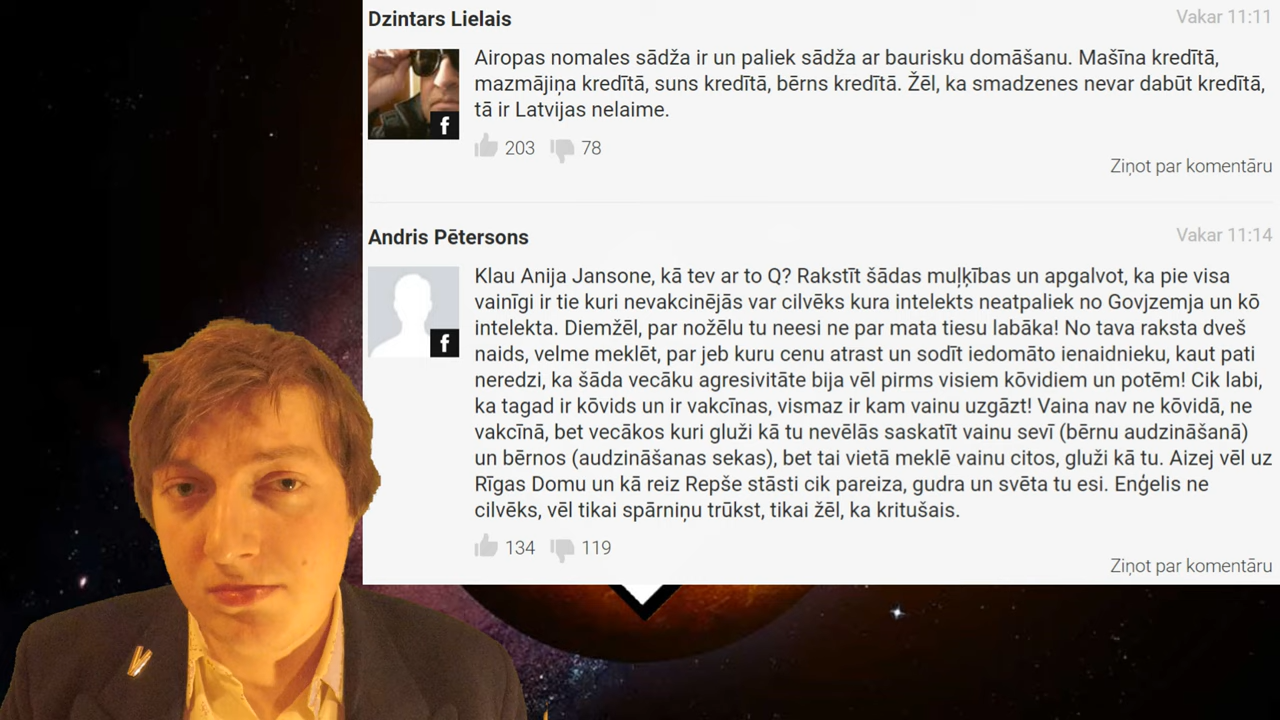 Dzintars Lielais
Vakar 11:11
Airopas nomales sādža ir un paliek sādža ar baurisku domāšanu. Mašīna kredītā,
mazmājiņa kredītā, suns kredītā, bērns kredītā. Žēl, ka smadzenes nevar dabūt kredītā,
tā ir Latvijas nelaime.
203 78
Ziņot par komentāru
Andris Pētersons
Vakar 11:14
Klau Anija Jansone, kā tev ar to Q? Rakstīt šādas muļķības un apgalvot, ka pie visa
vainīgi ir tie kuri nevakcinējās var cilvēks kura intelekts neatpaliek no Govjzemja un kō
intelekta. Diemžēl, par nožēlu tu neesi ne par mata tiesu labāka! No tava raksta dveš
naids, velme meklēt, par jeb kuru cenu atrast un sodīt iedomāto ienaidnieku, kaut pati
neredzi, ka šāda vecāku agresivitāte bija vēl pirms visiem kōvidiem un potēm! Cik labi,
ka tagad ir kōvids un ir vakcīnas, vismaz ir kam vainu uzgāzt! Vaina nav ne kōvidā, ne
vakcīnā, bet vecākos kuri gluži kā tu nevēlās saskatīt vainu sevī (bērnu audzināšanā)
un bērnos (audzināšanas sekas), bet tai vietā meklē vainu citos, gluži kā tu. Aizej vēl uz
Rīgas Domu un kā reiz Repše stāsti cik pareiza, gudra un svēta tu esi. Enģelis ne
cilvēks, vēl tikai spārniņu trūkst, tikai žēl, ka kritušais.
134 119
Ziņot par komentāru